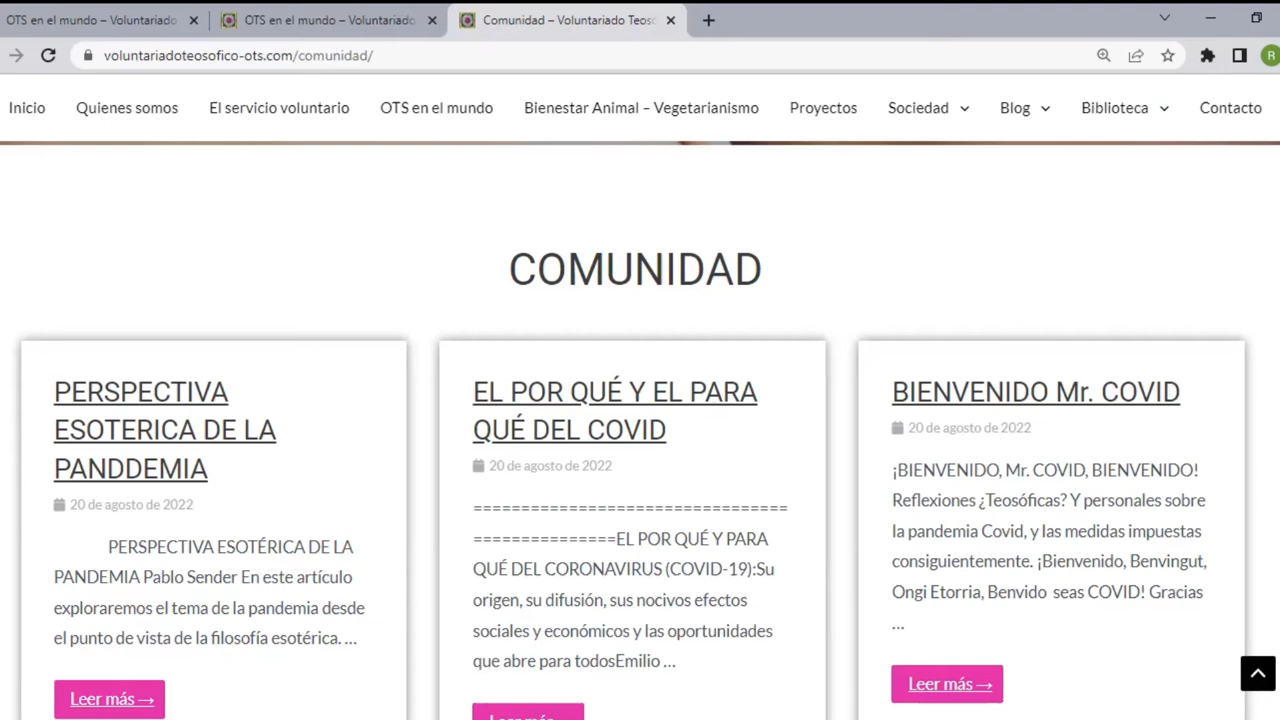 OTS en el mundo – Voluntariado
OTS en el mundo – Voluntariado
Comunidad – Voluntariado Teosó
voluntariadoteosofico-ots.com/comunidad/
R
Inicio
Quienes somos
El servicio voluntario
OTS en el mundo
Bienestar Animal – Vegetarianismo
Proyectos
Sociedad
Blog
Biblioteca
Contacto
COMUNIDAD
PERSPECTIVA
ESOTERICA DE LA
PANDDEMIA
20 de agosto de 2022
PERSPECTIVA ESOTÉRICA DE LA
PANDEMIA Pablo Sender En este artículo
exploraremos el tema de la pandemia desde
el punto de vista de la filosofía esotérica. ...
Leer más →
EL POR QUÉ Y EL PARA
QUÉ DEL COVID
20 de agosto de 2022
=================================
===============EL POR QUÉ Y PARA
QUÉ DEL CORONAVIRUS (COVID-19):Su
origen, su difusión, sus nocivos efectos
sociales y económicos y las oportunidades
que abre para todosEmilio ...
Leer más →
BIENVENIDO Mr. COVID
20 de agosto de 2022
¡BIENVENIDO, Mr. COVID, BIENVENIDO!
Reflexiones ¿Teosóficas? Y personales sobre
la pandemia Covid, y las medidas impuestas
consiguientemente. ¡Bienvenido, Benvingut,
Ongi Etorria, Benvido seas COVID! Gracias
...
Leer más →